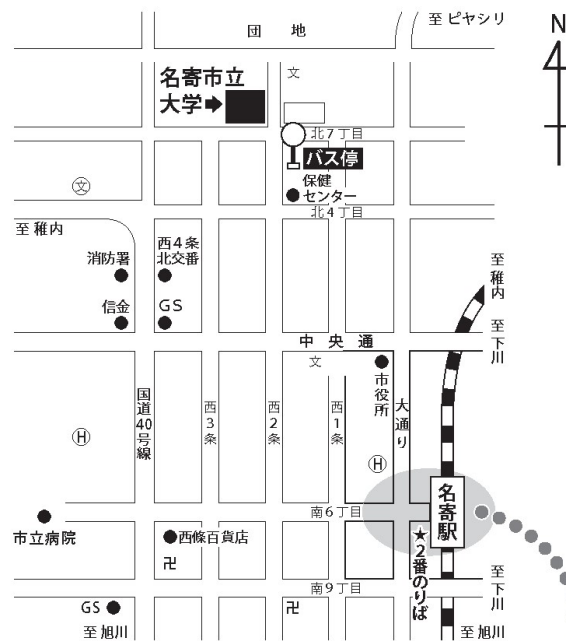 団地
至 ピヤシリ
N
4
名寄市立
大学➡
文
北7丁目
バス停
保健
センター
文
北4丁目
至 稚内
西4条
北交番
消防署
至稚内
信金
GS
至下川
中央通
文
市役所
国道40号線
西3条
西2条
西1条
大通り
H
H
名寄駅
南6丁目
市立病院
西條百貨店
卍
★2番のりば
至下川
南9丁目
GS
卍
至旭川
至旭川